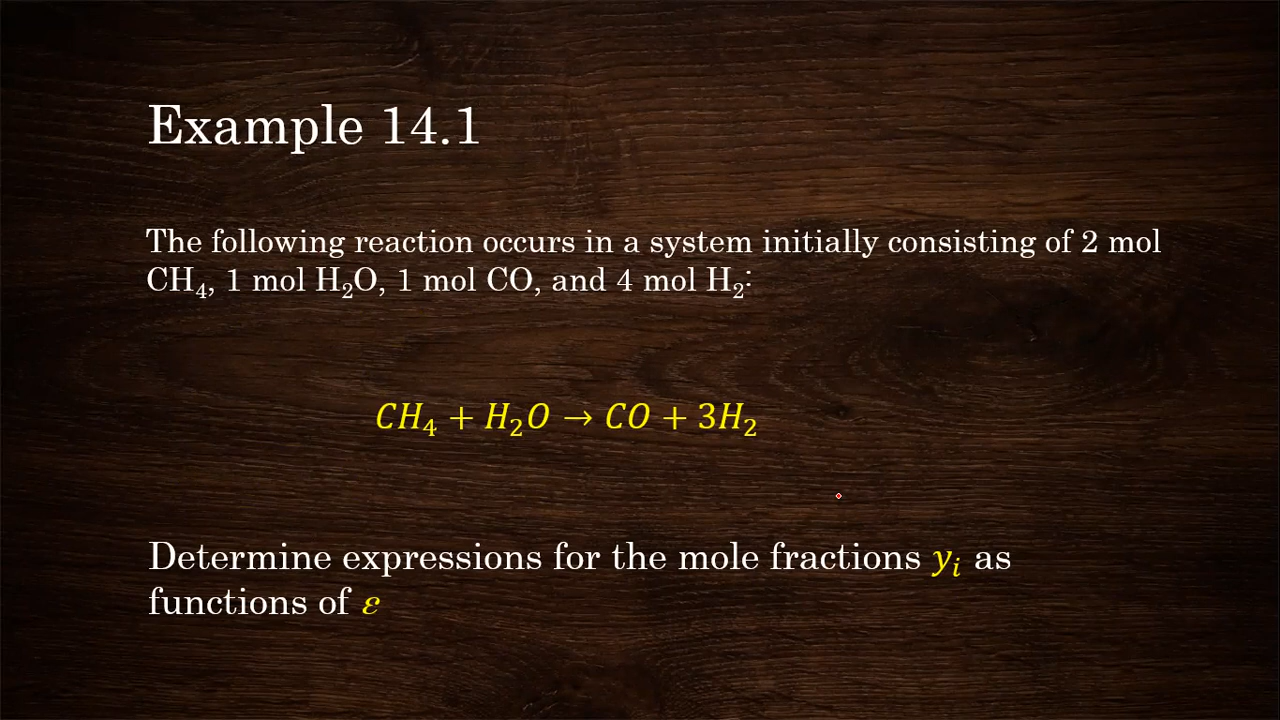 Example 14.1
The following reaction occurs in a system initially consisting of 2 mol
CH₄, 1 mol H₂O, 1 mol CO, and 4 mol H₂:
CH₄ + H₂O → CO + 3H₂
Determine expressions for the mole fractions yᵢ as
functions of ε